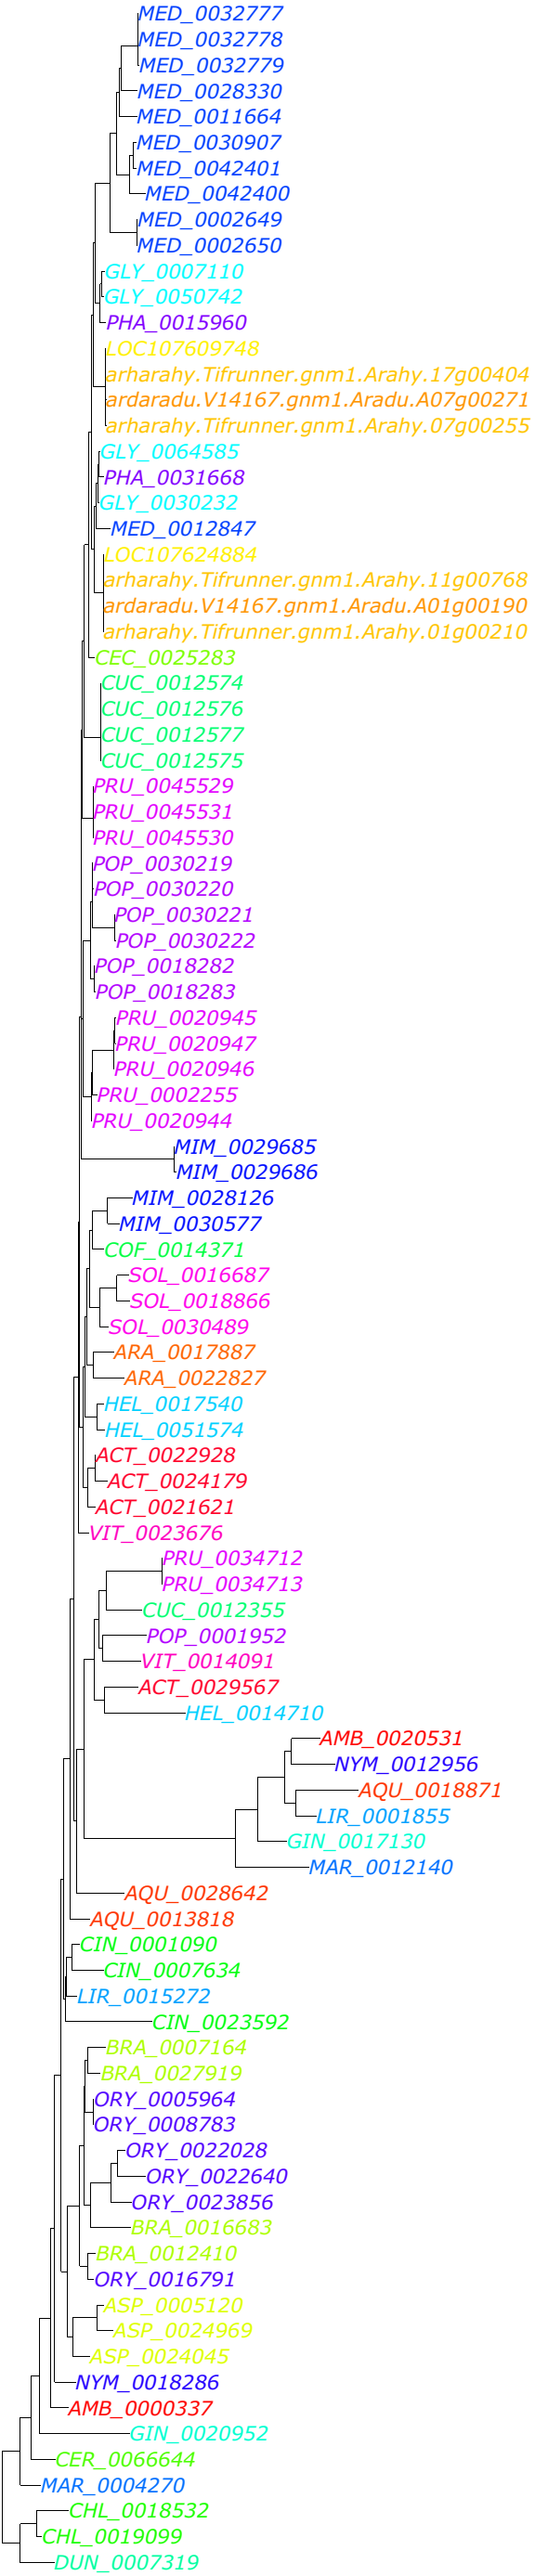 MED_0032777
MED_0032778
MED_0032779
MED_0028330
MED_0011664
MED_0030907
MED_0042401
MED_0042400
MED_0002649
MED_0002650
GLY_0007110
GLY_0050742
PHA_0015960
LOC107609748
arharahy.Tifrunner.gnm1.Arahy.17g00404
ardaradu.V14167.gnm1.Aradu.A07g00271
arharahy.Tifrunner.gnm1.Arahy.07g00255
GLY_0064585
PHA_0031668
GLY_0030232
MED_0012847
LOC107624884
arharahy.Tifrunner.gnm1.Arahy.11g00768
ardaradu.V14167.gnm1.Aradu.A01g00190
arharahy.Tifrunner.gnm1.Arahy.01g00210
CEC_0025283
CUC_0012574
CUC_0012576
CUC_0012577
CUC_0012575
PRU_0045529
PRU_0045531
PRU_0045530
POP_0030219
POP_0030220
POP_0030221
POP_0030222
POP_0018282
POP_0018283
PRU_0020945
PRU_0020947
PRU_0020946
PRU_0002255
PRU_0020944
MIM_0029685
MIM_0029686
MIM_0028126
MIM_0030577
COF_0014371
SOL_0016687
SOL_0018866
SOL_0030489
ARA_0017887
ARA_0022827
HEL_0017540
HEL_0051574
ACT_0022928
ACT_0024179
ACT_0021621
VIT_0023676
PRU_0034712
PRU_0034713
CUC_0012355
POP_0001952
VIT_0014091
ACT_0029567
HEL_0014710
AMB_0020531
NYM_0012956
AQU_0018871
LIR_0001855
GIN_0017130
MAR_0012140
AQU_0028642
AQU_0013818
CIN_0001090
CIN_0007634
LIR_0015272
CIN_0023592
BRA_0007164
BRA_0027919
ORY_0005964
ORY_0008783
ORY_0022028
ORY_0022640
ORY_0023856
BRA_0016683
BRA_0012410
ORY_0016791
ASP_0005120
ASP_0024969
ASP_0024045
NYM_0018286
AMB_0000337
GIN_0020952
CER_0066644
MAR_0004270
CHL_0018532
CHL_0019099
DUN_0007319